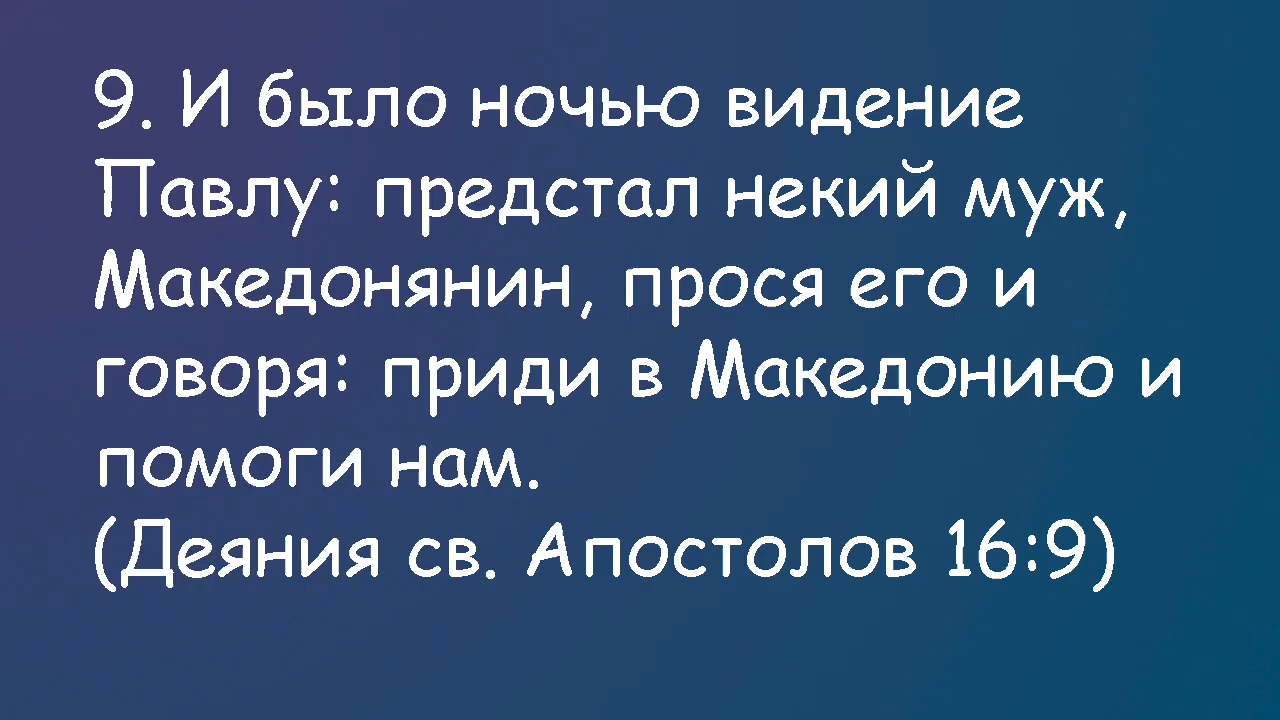 9. И было ночью видение
Павлу: предстал некий муж,
Македонянин, прося его и
говоря: приди в Македонию и
помоги нам.
(Деяния св. Апостолов 16:9)